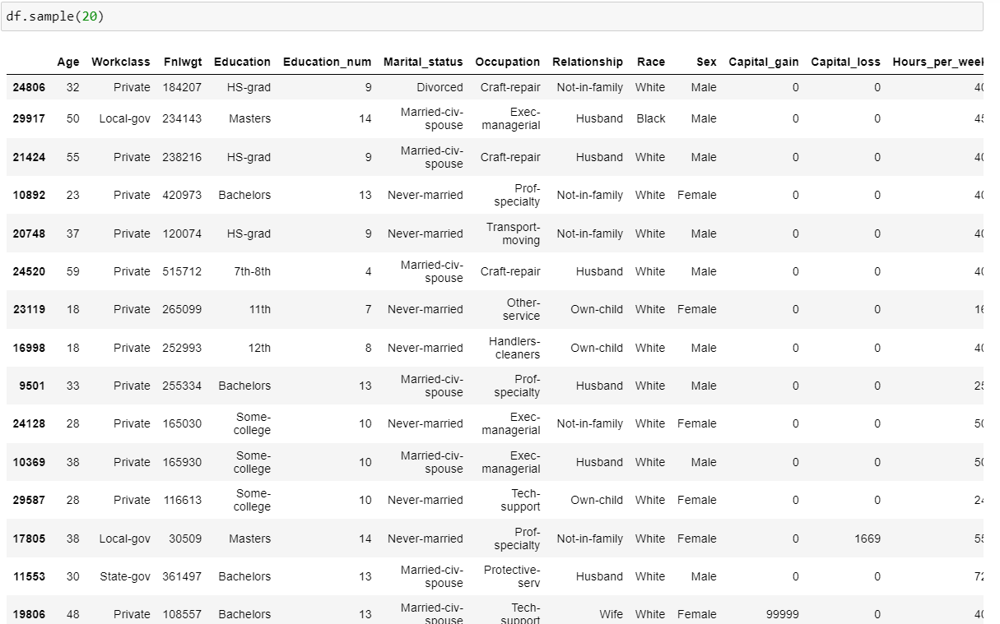 df.sample(20)
Age Workclass Fnlwgt Education Education_num Marital_status Occupation Relationship Race Sex Capital_gain Capital_loss Hours_per_week
24806 32 Private 184207 HS-grad 9 Divorced Craft-repair Not-in-family White Male 0 0 40
29917 50 Local-gov 234143 Masters 14 Married-civ-spouse Exec-managerial Husband Black Male 0 0 45
21424 55 Private 238216 HS-grad 9 Married-civ-spouse Craft-repair Husband White Male 0 0 40
10892 23 Private 420973 Bachelors 13 Never-married Prof-specialty Not-in-family White Female 0 0 40
20748 37 Private 120074 HS-grad 9 Never-married Transport-moving Not-in-family White Male 0 0 40
24520 59 Private 515712 7th-8th 4 Married-civ-spouse Craft-repair Husband White Male 0 0 40
23119 18 Private 265099 11th 7 Never-married Other-service Own-child White Female 0 0 16
16998 18 Private 252993 12th 8 Never-married Handlers-cleaners Own-child White Male 0 0 40
9501 33 Private 255334 Bachelors 13 Married-civ-spouse Prof-specialty Husband White Male 0 0 25
24128 28 Private 165030 Some-college 10 Never-married Exec-managerial Not-in-family White Female 0 0 50
10369 38 Private 165930 Some-college 10 Married-civ-spouse Exec-managerial Husband White Male 0 0 50
29587 28 Private 116613 Some-college 10 Never-married Tech-support Own-child White Female 0 0 24
17805 38 Local-gov 30509 Masters 14 Never-married Prof-specialty Not-in-family White Female 0 1669 55
11553 30 State-gov 361497 Bachelors 13 Married-civ-spouse Protective-serv Husband White Male 0 0 72
19806 48 Private 108557 Bachelors 13 Married-civ-spouse Tech-support Wife White Female 99999 0 40